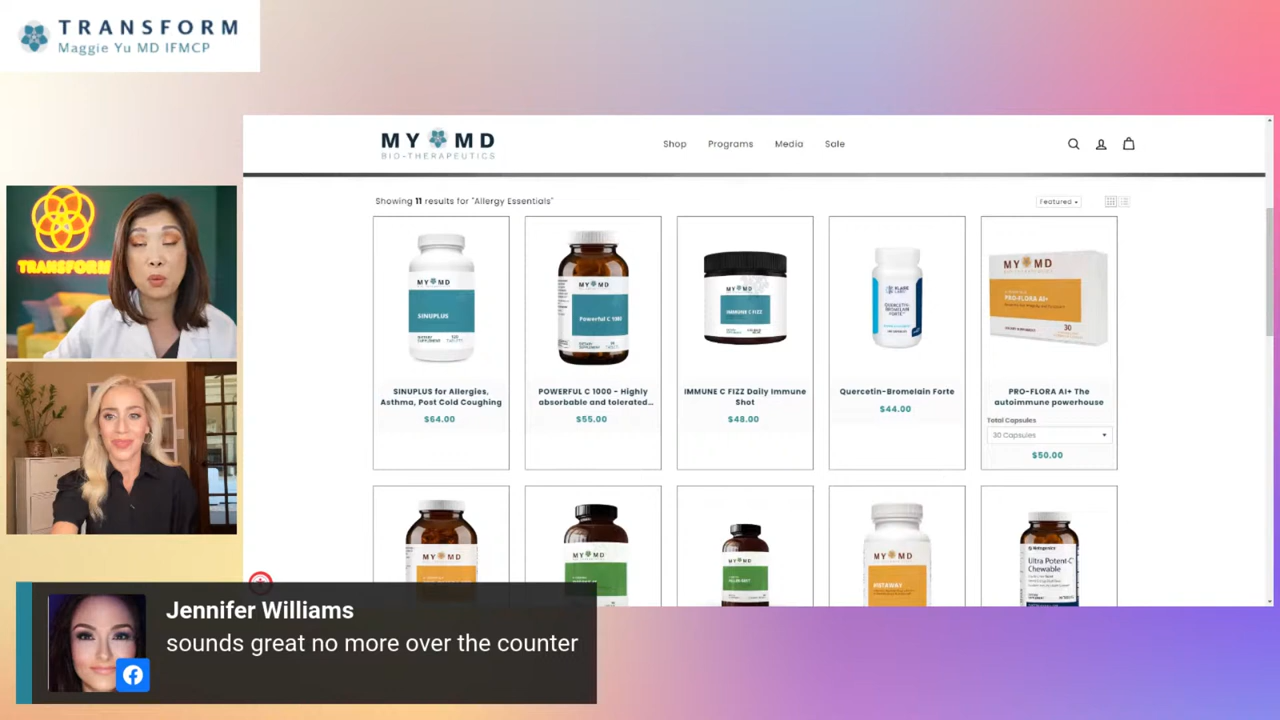 TRANSFORM
Maggie Yu MD IFMCP
TRANSFORM
MY MD
BIO-THERAPEUTICS
Shop Programs Media Sale
Showing 11 results for "Allergy Essentials"
Featured
MY MD
SINUPLUS
MY MD
Powerful C 1000
MY MD
IMMUNE C FIZZ
QUERCETIN-
BROMELAIN
FORTE
MY MD
BIO-THERAPEUTICS
PRO-FLORA AI+
30
SINUPLUS for Allergies,
Asthma, Post Cold Coughing
$64.00
POWERFUL C 1000 - Highly
absorbable and tolerated...
$55.00
IMMUNE C FIZZ Daily Immune
Shot
$48.00
Quercetin-Bromelain Forte
$44.00
PRO-FLORA AI+ The
autoimmune powerhouse
Total Capsules
30 Capsules
$50.00
MY MD
MY MD
MY MD
MY MD
HISTAWAY
Metagenics
Ultra Potent-C
Chewable
Jennifer Williams
sounds great no more over the counter